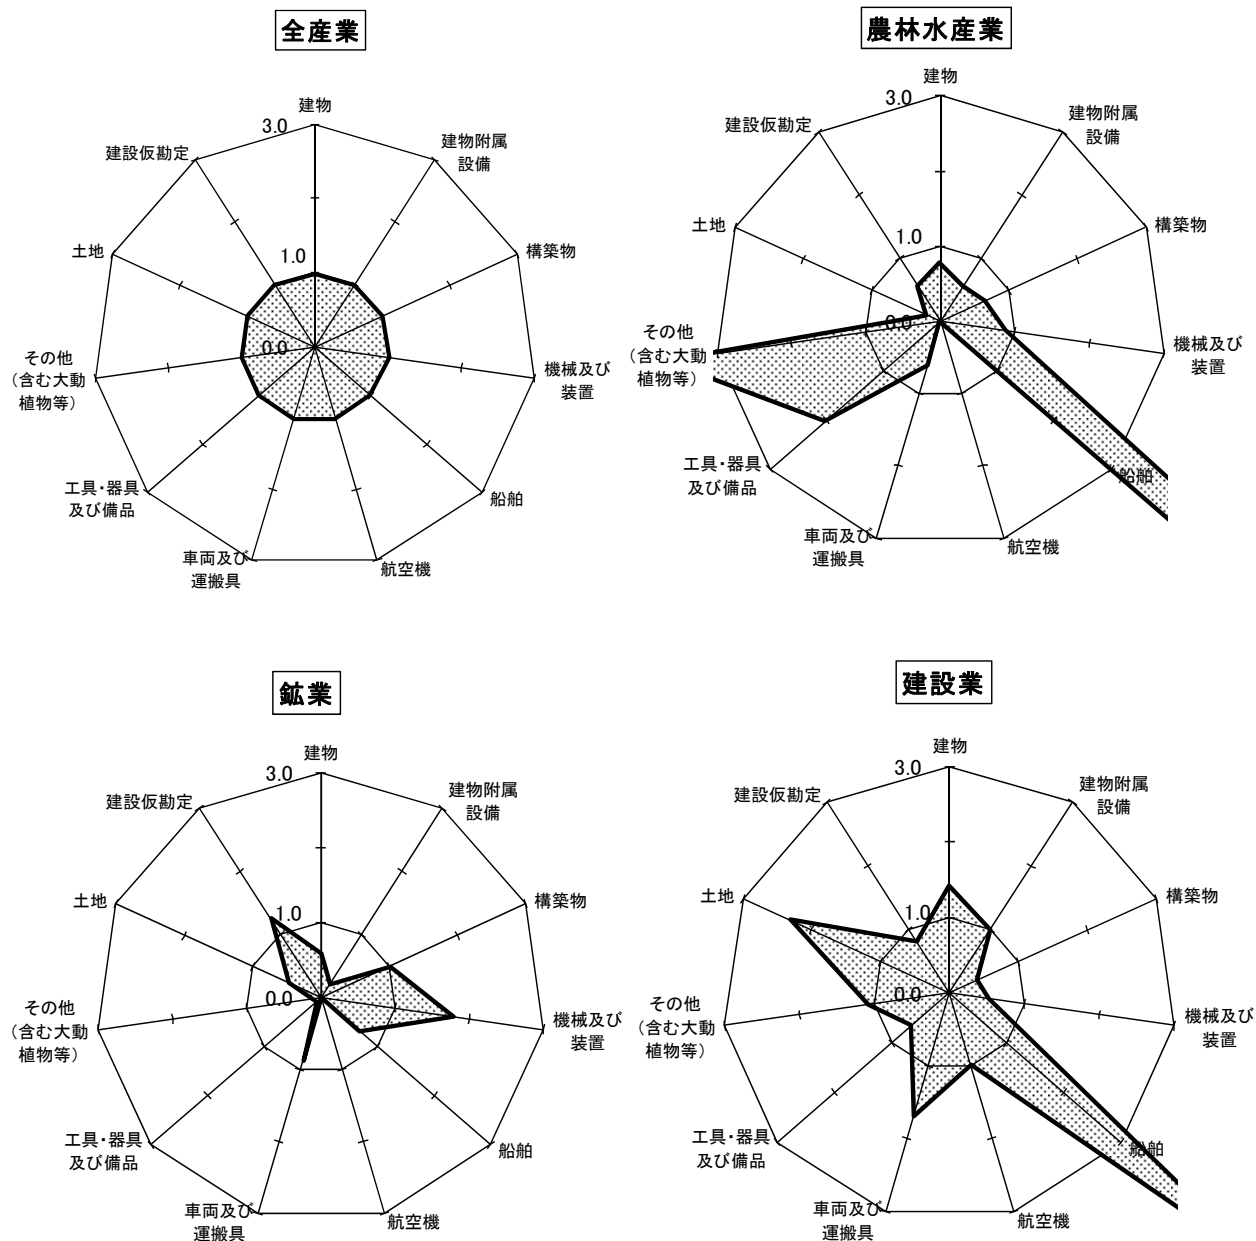 全産業
建物
3.0
建設仮勘定
建物附属
設備
土地
構築物
1.0
0.0
その他
（含む大動
植物等）
機械及び
装置
工具・器具
及び備品
船舶
車両及び
運搬具
航空機
農林水産業
建物
3.0
建設仮勘定
建物附属
設備
土地
構築物
1.0
0.0
その他
（含む大動
植物等）
機械及び
装置
工具・器具
及び備品
船舶
車両及び
運搬具
航空機
鉱業
建物
3.0
建設仮勘定
建物附属
設備
土地
構築物
1.0
0.0
その他
（含む大動
植物等）
機械及び
装置
工具・器具
及び備品
船舶
車両及び
運搬具
航空機
建設業
建物
3.0
建設仮勘定
建物附属
設備
土地
構築物
1.0
0.0
その他
（含む大動
植物等）
機械及び
装置
工具・器具
及び備品
船舶
車両及び
運搬具
航空機